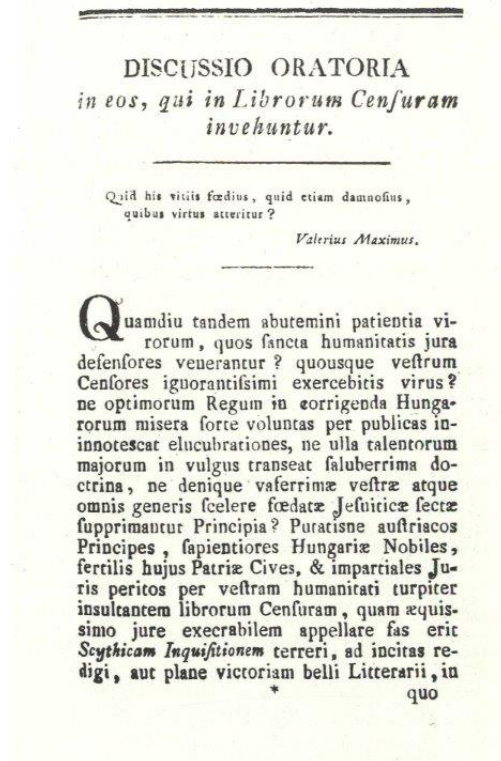 DISCUSSIO ORATORIA
in eos, qui in Librorum Cenſuram
invehuntur.
Quid his vitiis fœdius, quid etiam damnoſius,
quibus virtus atteritur?
Valerius Maximus.
Quamdiu tandem abutemini patientia vi-
rorum, quos ſancta humanitatis jura
defenſores venerantur? quousque veſtrum
Cenſores ignorantiſſimi exercebitis virus?
ne optimorum Regum in corrigenda Hunga-
rorum misera ſorte voluntas per publicas in-
innotescat elucubrationes, ne ulla talentorum
majorum in vulgus transeat ſaluberrima do-
ctrina, ne denique vaferrimæ veſtræ atque
omnis generis ſcelere fœdatæ Jeſuiticæ ſectæ
ſupprimantur Principia? Putatisne auſtriacos
Principes, ſapientiores Hungariæ Nobiles,
fertilis hujus Patriæ Cives, & impartiales Ju-
ris peritos per veſtram humanitati turpiter
insultantem librorum Cenſuram, quam æquis-
simo jure execrabilem appellare fas erit
Scythicam Inquiſitionem terreri, ad incitas re-
digi, aut plane victoriam belli Litterarii, in
*
quo